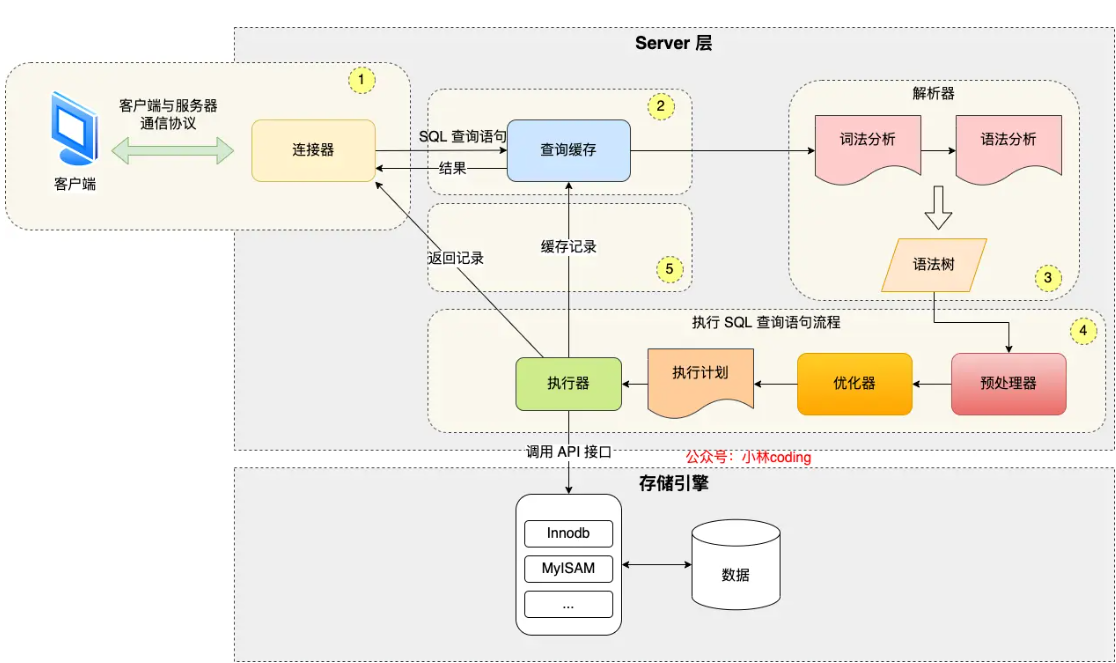 Server 层
1
客户端与服务器
通信协议
客户端
连接器
SQL 查询语句
结果
2
查询缓存
解析器
词法分析
语法分析
语法树
3
返回记录
缓存记录
5
执行 SQL 查询语句流程
4
执行器
执行计划
优化器
预处理器
调用 API 接口
公众号：小林coding
存储引擎
Innodb
MyISAM
...
数据